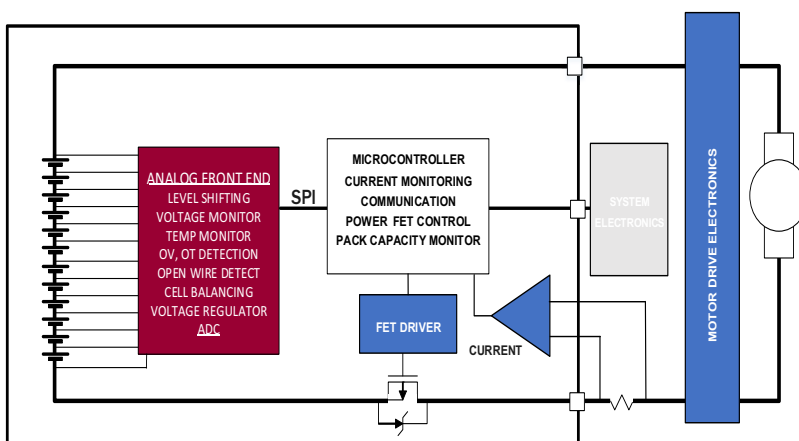 ANALOG FRONT END
LEVEL SHIFTING
VOLTAGE MONITOR
TEMP MONITOR
OV, OT DETECTION
OPEN WIRE DETECT
CELL BALANCING
VOLTAGE REGULATOR
ADC
SPI
MICROCONTROLLER
CURRENT MONITORING
COMMUNICATION
POWER FET CONTROL
PACK CAPACITY MONITOR
FET DRIVER
CURRENT
SYSTEM
ELECTRONICS
MOTOR DRIVE ELECTRONICS